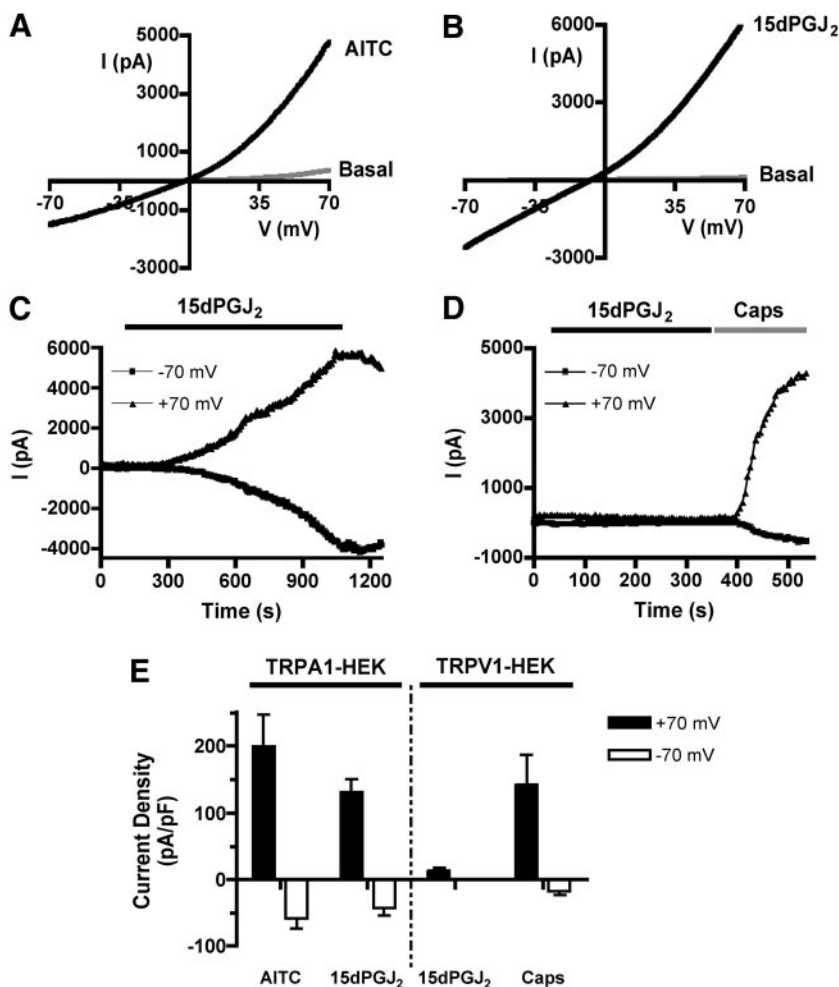 A
I (pA)
5000
3000
1000
-1000
-3000
-70
-35
35
70
V (mV)
AITC
Basal
B
I (pA)
6000
3000
-3000
-70
-35
35
70
V (mV)
15dPGJ₂
Basal
C
15dPGJ₂
-70 mV
+70 mV
I (pA)
6000
4000
2000
0
-2000
-4000
0
300
600
900
1200
Time (s)
D
15dPGJ₂
Caps
-70 mV
+70 mV
I (pA)
5000
3000
1000
-1000
0
100
200
300
400
500
Time (s)
E
TRPA1-HEK
TRPV1-HEK
+70 mV
-70 mV
Current Density
(pA/pF)
200
100
0
-100
AITC
15dPGJ₂
15dPGJ₂
Caps